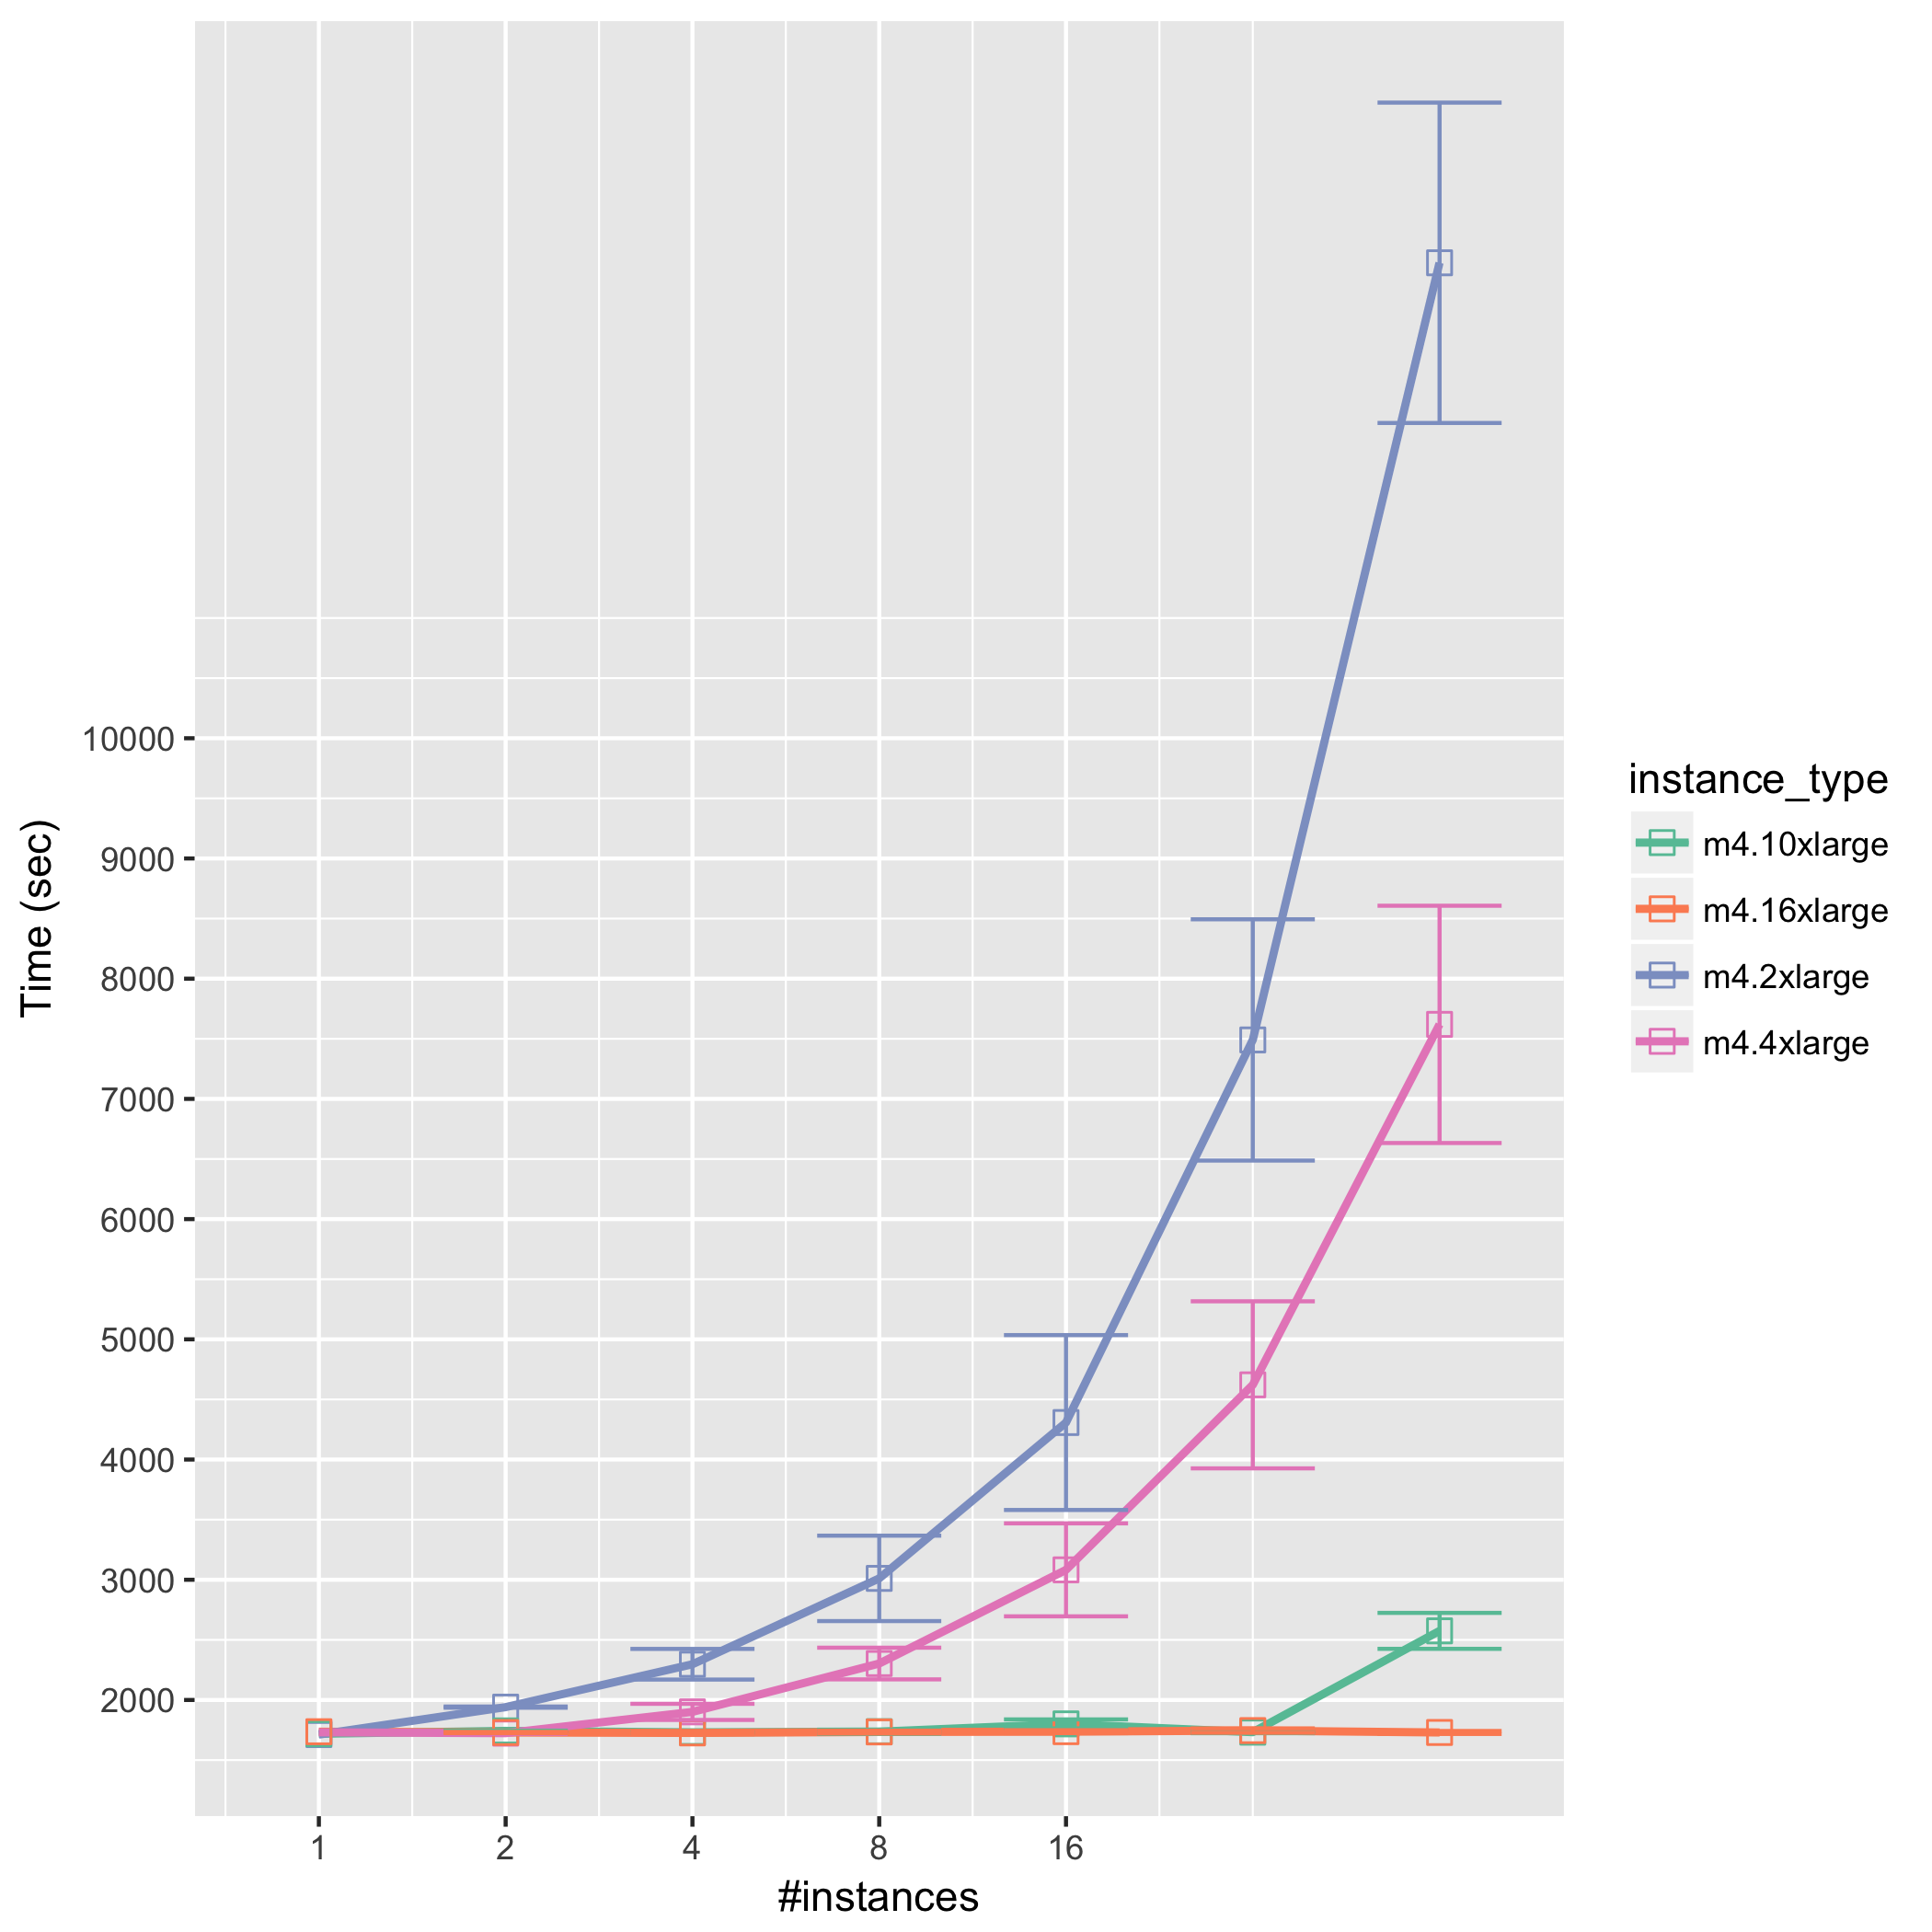 10000
9000
8000
7000
6000
5000
4000
3000
2000
Time (sec)
1 2 4 8 16
#instances
instance_type
m4.10xlarge
m4.16xlarge
m4.2xlarge
m4.4xlarge